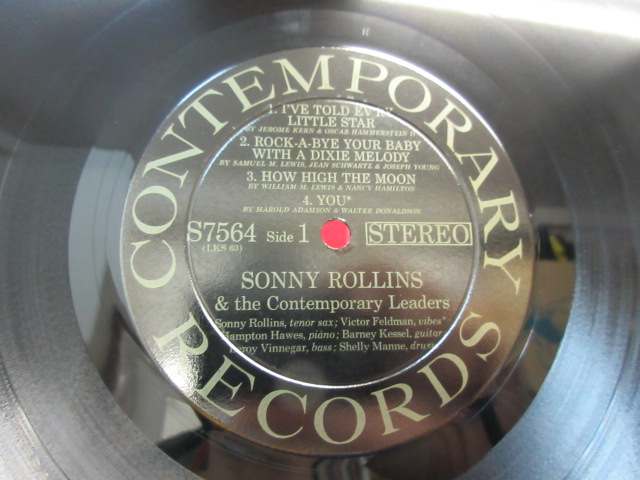 CONTEMPORARY
1. I'VE TOLD EV'RY
LITTLE STAR
BY JEROME KERN & OSCAR HAMMERSTEIN II
2. ROCK-A-BYE YOUR BABY
WITH A DIXIE MELODY
BY SAMUEL M. LEWIS, JEAN SCHWARTZ & JOSEPH YOUNG
3. HOW HIGH THE MOON
BY WILLIAM M. LEWIS & NANCY HAMILTON
4. YOU*
BY HAROLD ADAMSON & WALTER DONALDSON
S7564 Side 1 STEREO
(LKS 63)
SONNY ROLLINS
& the Contemporary Leaders
Sonny Rollins, tenor sax; Victor Feldman, vibes*
Hampton Hawes, piano; Barney Kessel, guitar
Leroy Vinnegar, bass; Shelly Manne, drums
RECORDS